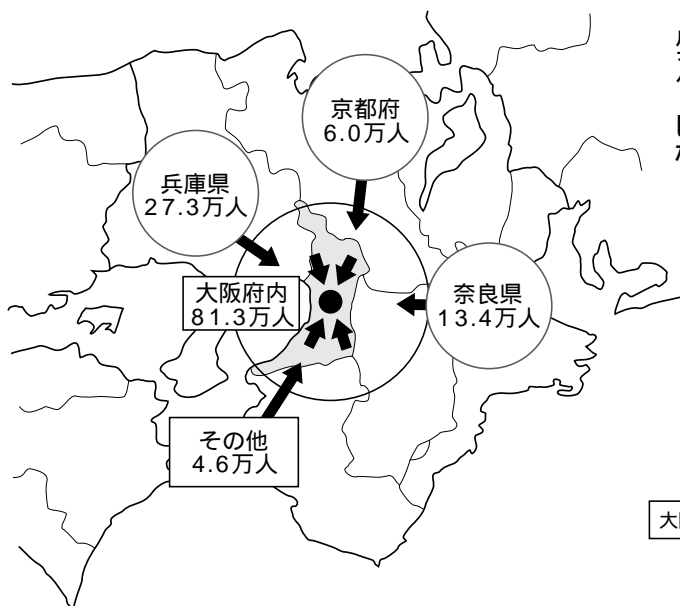 京都府
6.0万人
兵庫県
27.3万人
大阪府内
81.3万人
奈良県
13.4万人
その他
4.6万人
大